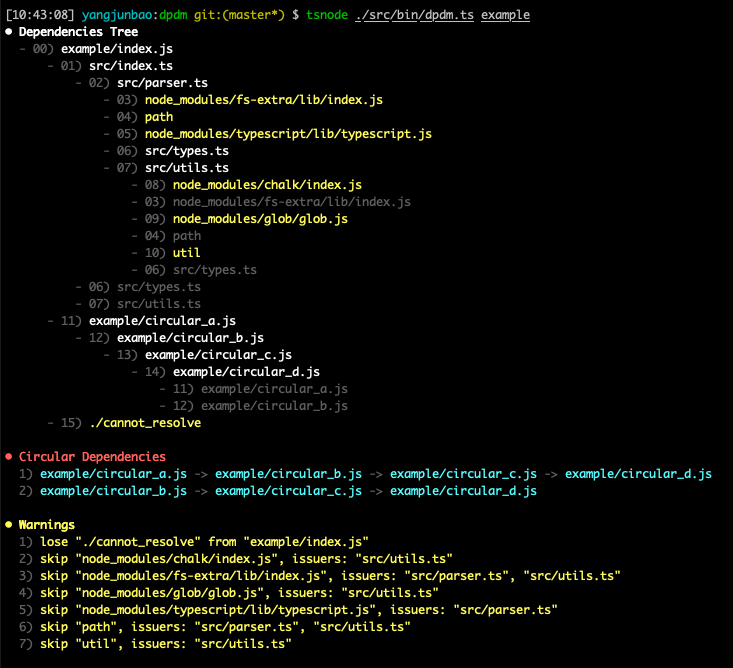 [10:43:08] yangjunbao:dpdm git:(master*) $ tsnode ./src/bin/dpdm.ts example
• Dependencies Tree
- 00) example/index.js
- 01) src/index.ts
- 02) src/parser.ts
- 03) node_modules/fs-extra/lib/index.js
- 04) path
- 05) node_modules/typescript/lib/typescript.js
- 06) src/types.ts
- 07) src/utils.ts
- 08) node_modules/chalk/index.js
- 03) node_modules/fs-extra/lib/index.js
- 09) node_modules/glob/glob.js
- 04) path
- 10) util
- 06) src/types.ts
- 06) src/types.ts
- 07) src/utils.ts
- 11) example/circular_a.js
- 12) example/circular_b.js
- 13) example/circular_c.js
- 14) example/circular_d.js
- 11) example/circular_a.js
- 12) example/circular_b.js
- 15) ./cannot_resolve
• Circular Dependencies
1) example/circular_a.js -> example/circular_b.js -> example/circular_c.js -> example/circular_d.js
2) example/circular_b.js -> example/circular_c.js -> example/circular_d.js
• Warnings
1) lose "./cannot_resolve" from "example/index.js"
2) skip "node_modules/chalk/index.js", issuers: "src/utils.ts"
3) skip "node_modules/fs-extra/lib/index.js", issuers: "src/parser.ts", "src/utils.ts"
4) skip "node_modules/glob/glob.js", issuers: "src/utils.ts"
5) skip "node_modules/typescript/lib/typescript.js", issuers: "src/parser.ts"
6) skip "path", issuers: "src/parser.ts", "src/utils.ts"
7) skip "util", issuers: "src/utils.ts"